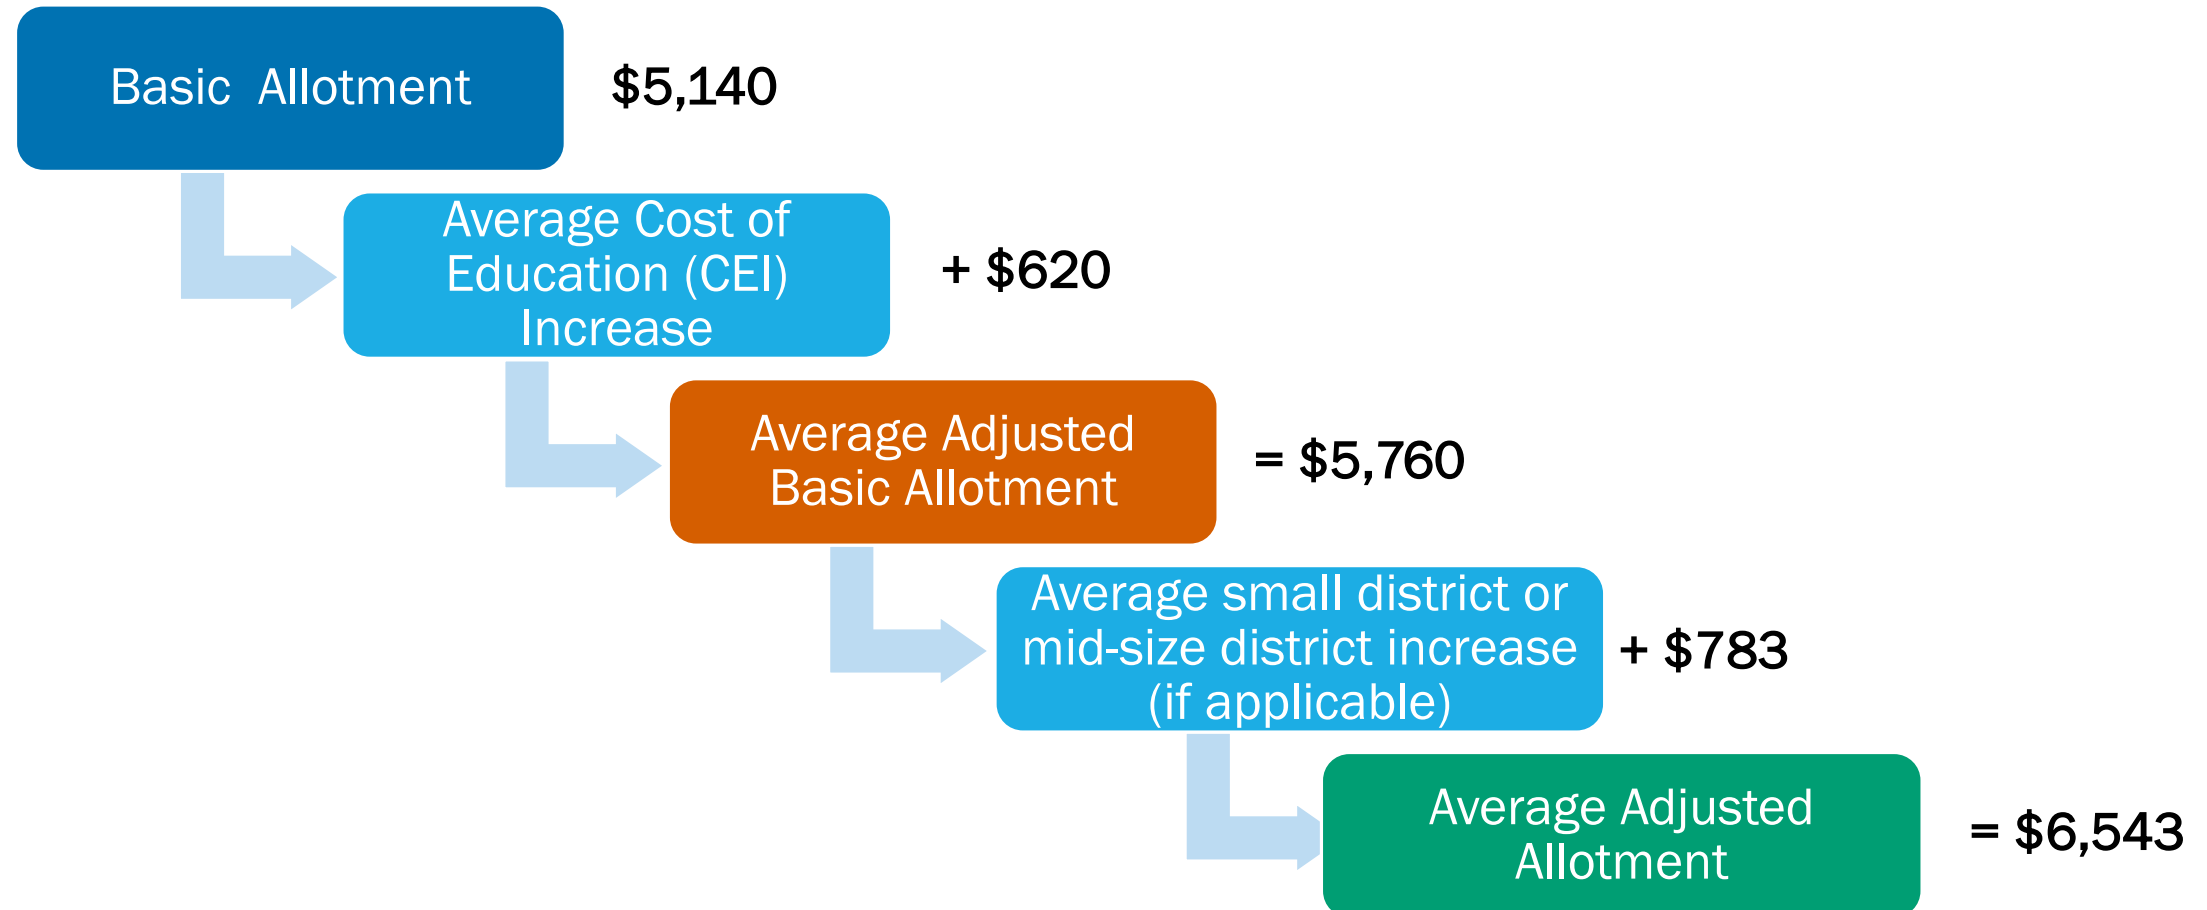 Basic Allotment
$5,140
Average Cost of
Education (CEI)
Increase
+ $620
Average Adjusted
Basic Allotment
= $5,760
Average small district or
mid-size district increase
(if applicable)
+ $783
Average Adjusted
Allotment
= $6,543